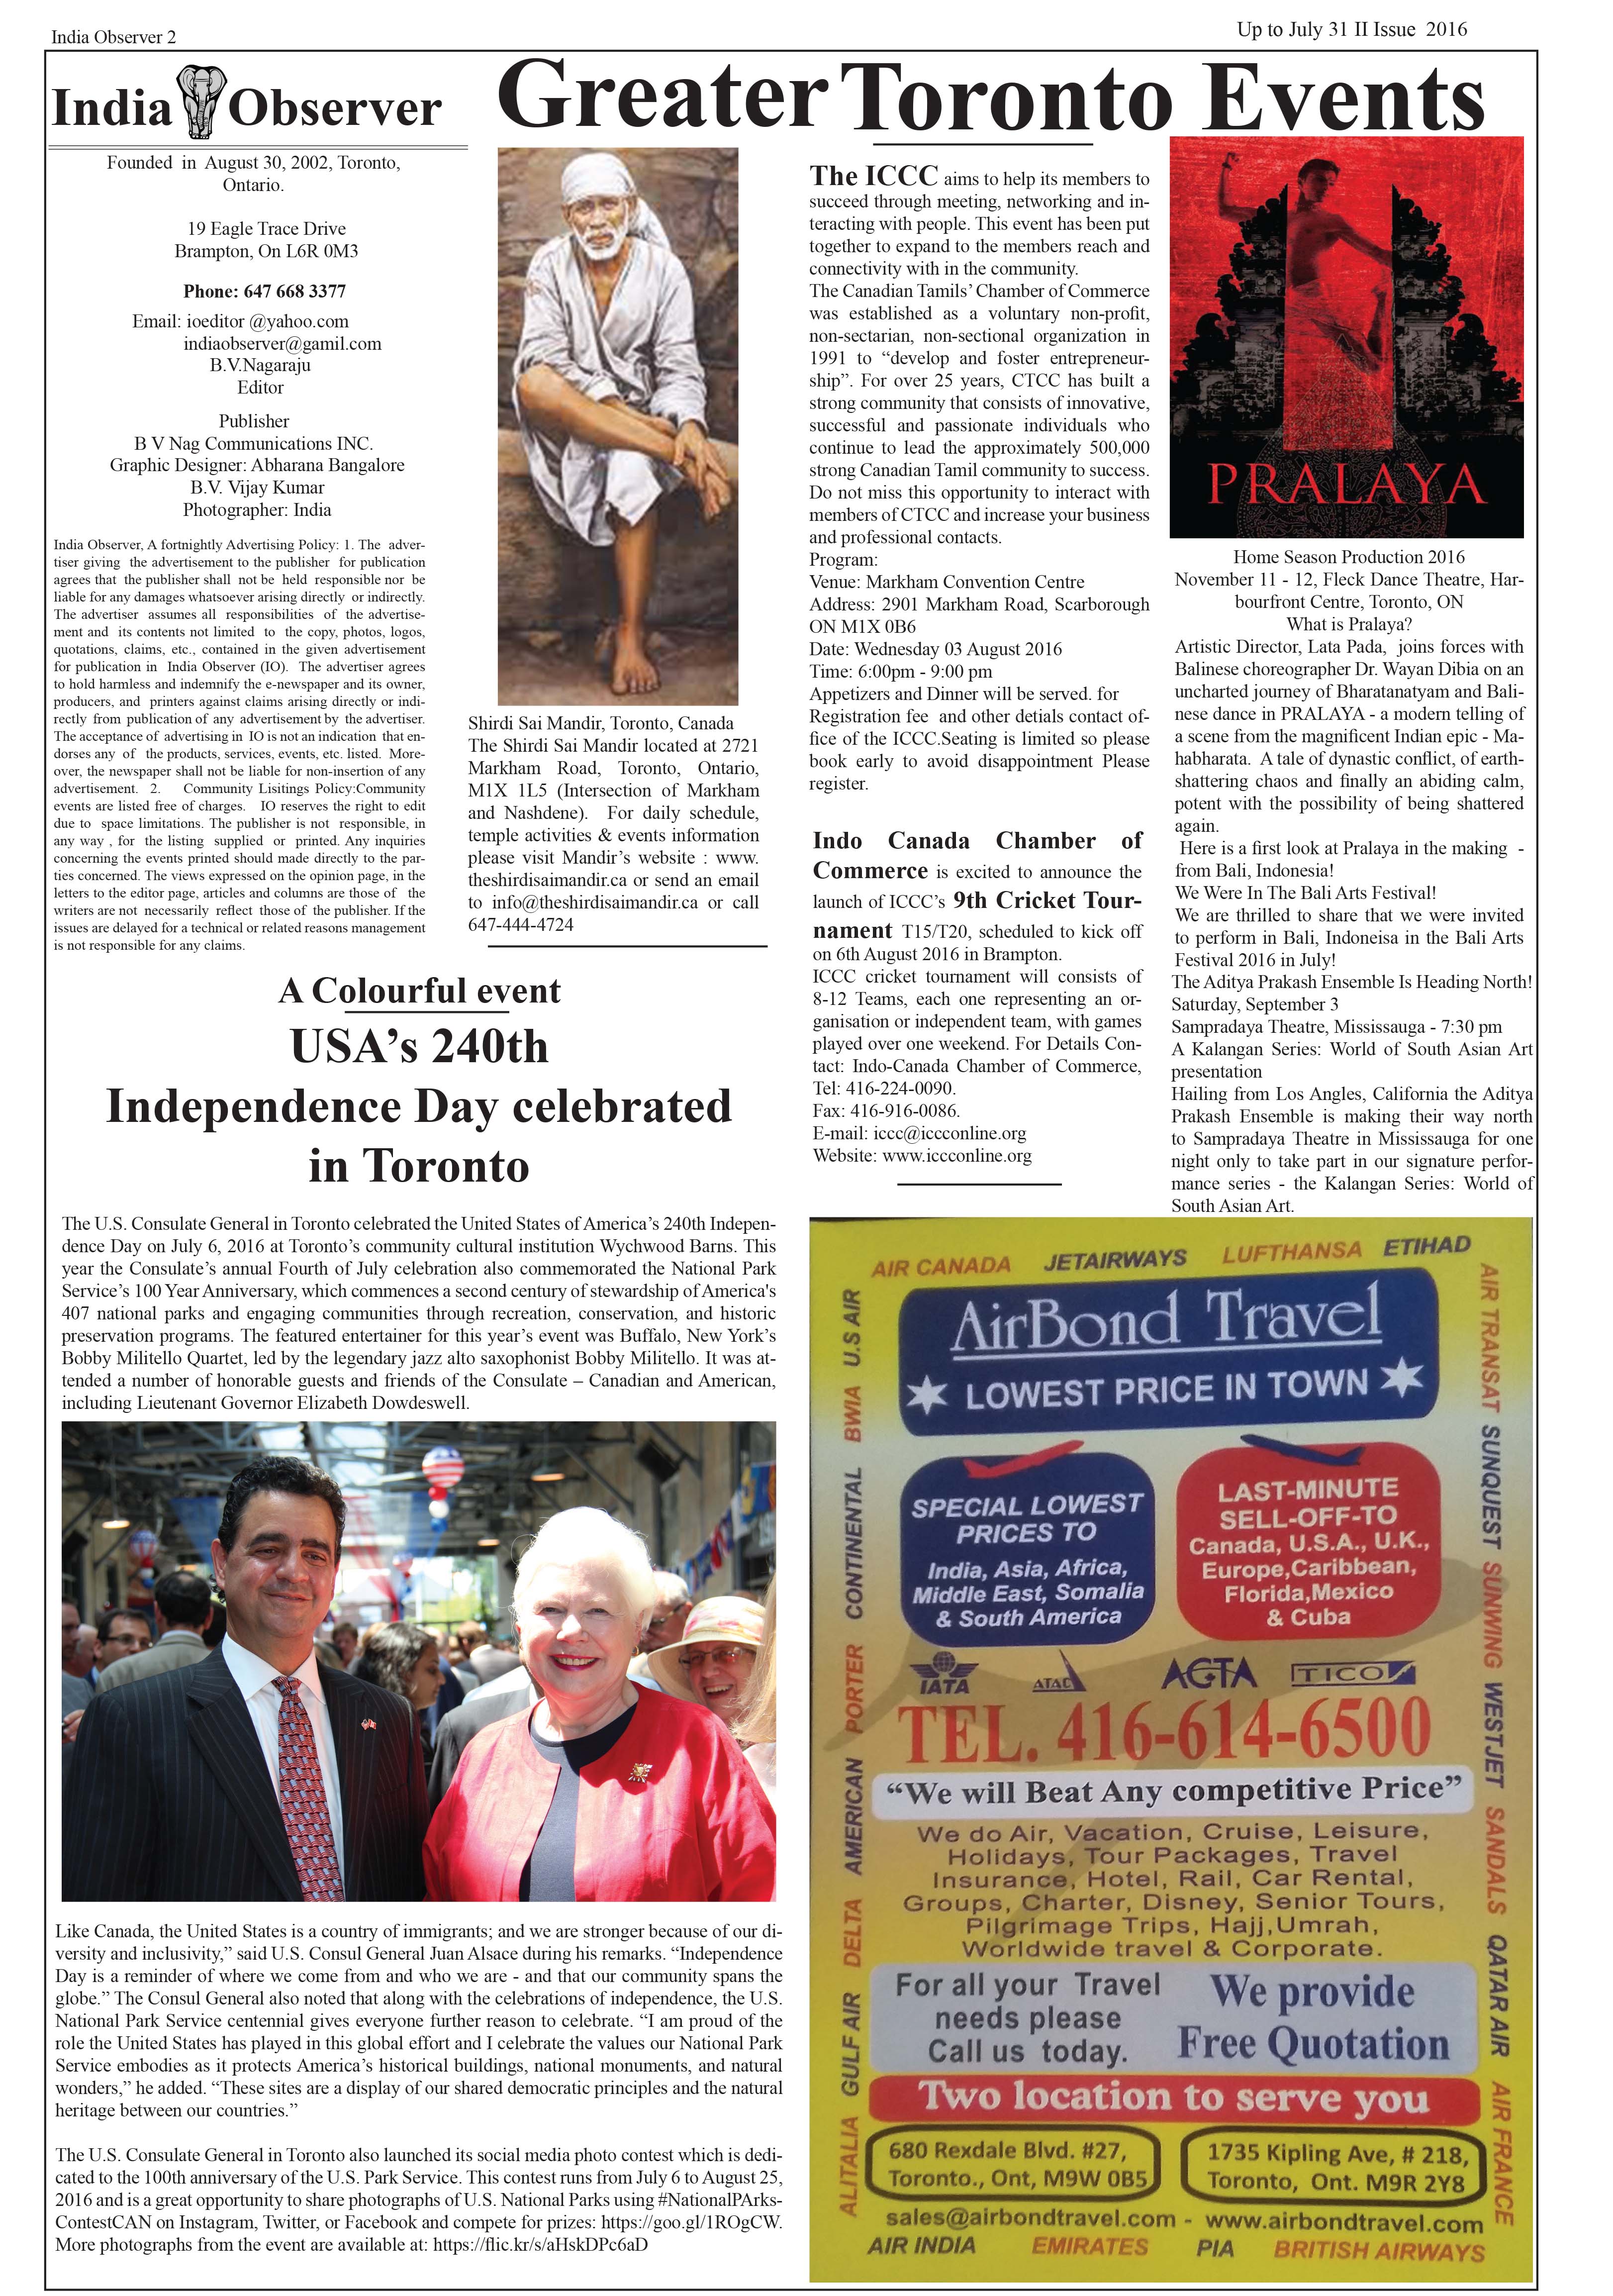 India Observer 2
Up to July 31 II Issue 2016
India Observer
Greater Toronto Events
Founded in August 30, 2002, Toronto,
Ontario.
19 Eagle Trace Drive
Brampton, On L6R 0M3
Phone: 647 668 3377
Email: ioeditor @yahoo.com
indiaobserver@gamil.com
B.V.Nagaraju
Editor
Publisher
B V Nag Communications INC.
Graphic Designer: Abharana Bangalore
B.V. Vijay Kumar
Photographer: India
India Observer, A fortnightly Advertising Policy: 1. The adver-
tiser giving the advertisement to the publisher for publication
agrees that the publisher shall not be held responsible nor be
liable for any damages whatsoever arising directly or indirectly.
The advertiser assumes all responsibilities of the advertise-
ment and its contents not limited to the copy, photos, logos,
quotations, claims, etc., contained in the given advertisement
for publication in India Observer (IO). The advertiser agrees
to hold harmless and indemnify the e-newspaper and its owner,
producers, and printers against claims arising directly or indi-
rectly from publication of any advertisement by the advertiser.
The acceptance of advertising in IO is not an indication that en-
dorses any of the products, services, events, etc. listed. More-
over, the newspaper shall not be liable for non-insertion of any
advertisement. 2. Community Lisitings Policy:Community
events are listed free of charges. IO reserves the right to edit
due to space limitations. The publisher is not responsible, in
any way , for the listing supplied or printed. Any inquiries
concerning the events printed should made directly to the par-
ties concerned. The views expressed on the opinion page, in the
letters to the editor page, articles and columns are those of the
writers are not necessarily reflect those of the publisher. If the
issues are delayed for a technical or related reasons management
is not responsible for any claims.
Shirdi Sai Mandir, Toronto, Canada
The Shirdi Sai Mandir located at 2721
Markham Road, Toronto, Ontario,
M1X 1L5 (Intersection of Markham
and Nashdene). For daily schedule,
temple activities & events information
please visit Mandir's website : www.
theshirdisaimandir.ca or send an email
to info@theshirdisaimandir.ca or call
647-444-4724
The ICCC aims to help its members to
succeed through meeting, networking and in-
teracting with people. This event has been put
together to expand to the members reach and
connectivity with in the community.
The Canadian Tamils' Chamber of Commerce
was established as a voluntary non-profit,
non-sectarian, non-sectional organization in
1991 to "develop and foster entrepreneur-
ship". For over 25 years, CTCC has built a
strong community that consists of innovative,
successful and passionate individuals who
continue to lead the approximately 500,000
strong Canadian Tamil community to success.
Do not miss this opportunity to interact with
members of CTCC and increase your business
and professional contacts.
Program:
Venue: Markham Convention Centre
Address: 2901 Markham Road, Scarborough
ON M1X 0B6
Date: Wednesday 03 August 2016
Time: 6:00pm - 9:00 pm
Appetizers and Dinner will be served. for
Registration fee and other detials contact of-
fice of the ICCC.Seating is limited so please
book early to avoid disappointment Please
register.
Indo Canada Chamber of
Commerce is excited to announce the
launch of ICCC's 9th Cricket Tour-
nament T15/T20, scheduled to kick off
on 6th August 2016 in Brampton.
ICCC cricket tournament will consists of
8-12 Teams, each one representing an or-
ganisation or independent team, with games
played over one weekend. For Details Con-
tact: Indo-Canada Chamber of Commerce,
Tel: 416-224-0090.
Fax: 416-916-0086.
E-mail: iccc@iccconline.org
Website: www.iccconline.org
PRALAYA
Home Season Production 2016
November 11 - 12, Fleck Dance Theatre, Har-
bourfront Centre, Toronto, ON
What is Pralaya?
Artistic Director, Lata Pada, joins forces with
Balinese choreographer Dr. Wayan Dibia on an
uncharted journey of Bharatanatyam and Bali-
nese dance in PRALAYA - a modern telling of
a scene from the magnificent Indian epic - Ma-
habharata. A tale of dynastic conflict, of earth-
shattering chaos and finally an abiding calm,
potent with the possibility of being shattered
again.
Here is a first look at Pralaya in the making -
from Bali, Indonesia!
We Were In The Bali Arts Festival!
We are thrilled to share that we were invited
to perform in Bali, Indoneisa in the Bali Arts
Festival 2016 in July!
The Aditya Prakash Ensemble Is Heading North!
Saturday, September 3
Sampradaya Theatre, Mississauga - 7:30 pm
A Kalangan Series: World of South Asian Art
presentation
Hailing from Los Angles, California the Aditya
Prakash Ensemble is making their way north
to Sampradaya Theatre in Mississauga for one
night only to take part in our signature perfor-
mance series - the Kalangan Series: World of
South Asian Art.
A Colourful event
USA's 240th
Independence Day celebrated
in Toronto
The U.S. Consulate General in Toronto celebrated the United States of America's 240th Indepen-
dence Day on July 6, 2016 at Toronto's community cultural institution Wychwood Barns. This
year the Consulate's annual Fourth of July celebration also commemorated the National Park
Service's 100 Year Anniversary, which commences a second century of stewardship of America's
407 national parks and engaging communities through recreation, conservation, and historic
preservation programs. The featured entertainer for this year's event was Buffalo, New York's
Bobby Militello Quartet, led by the legendary jazz alto saxophonist Bobby Militello. It was at-
tended a number of honorable guests and friends of the Consulate – Canadian and American,
including Lieutenant Governor Elizabeth Dowdeswell.
Like Canada, the United States is a country of immigrants; and we are stronger because of our di-
versity and inclusivity," said U.S. Consul General Juan Alsace during his remarks. "Independence
Day is a reminder of where we come from and who we are - and that our community spans the
globe." The Consul General also noted that along with the celebrations of independence, the U.S.
National Park Service centennial gives everyone further reason to celebrate. "I am proud of the
role the United States has played in this global effort and I celebrate the values our National Park
Service embodies as it protects America's historical buildings, national monuments, and natural
wonders," he added. "These sites are a display of our shared democratic principles and the natural
heritage between our countries."
The U.S. Consulate General in Toronto also launched its social media photo contest which is dedi-
cated to the 100th anniversary of the U.S. Park Service. This contest runs from July 6 to August 25,
2016 and is a great opportunity to share photographs of U.S. National Parks using #NationalPArks-
ContestCAN on Instagram, Twitter, or Facebook and compete for prizes: https://goo.gl/1ROgCW.
More photographs from the event are available at: https://flic.kr/s/aHskDPc6aD
AIR CANADA JETAIRWAYS LUFTHANSA ETIHAD
AirBond Travel
LOWEST PRICE IN TOWN
SPECIAL LOWEST
PRICES TO
India, Asia, Africa,
Middle East, Somalia
& South America
LAST-MINUTE
SELL-OFF-TO
Canada, U.S.A., U.K.,
Europe,Caribbean,
Florida,Mexico
& Cuba
IATA ATAC AGTA TICO
TEL. 416-614-6500
"We will Beat Any competitive Price"
We do Air, Vacation, Cruise, Leisure,
Holidays, Tour Packages, Travel
Insurance, Hotel, Rail, Car Rental,
Groups, Charter, Disney, Senior Tours,
Pilgrimage Trips, Hajj,Umrah,
Worldwide travel & Corporate.
For all your Travel
needs please
Call us today.
We provide
Free Quotation
Two location to serve you
680 Rexdale Blvd. #27,
Toronto., Ont, M9W 0B5
1735 Kipling Ave, # 218,
Toronto, Ont. M9R 2Y8
sales@airbondtravel.com - www.airbondtravel.com
AIR INDIA EMIRATES PIA BRITISH AIRWAYS
ALITALIA GULF AIR DELTA AMERICAN PORTER CONTINENTAL BWIA U.S AIR
AIR TRANSAT SUNQUEST SUNWING WESTJET SANDALS QATAR AIR AIR FRANCE